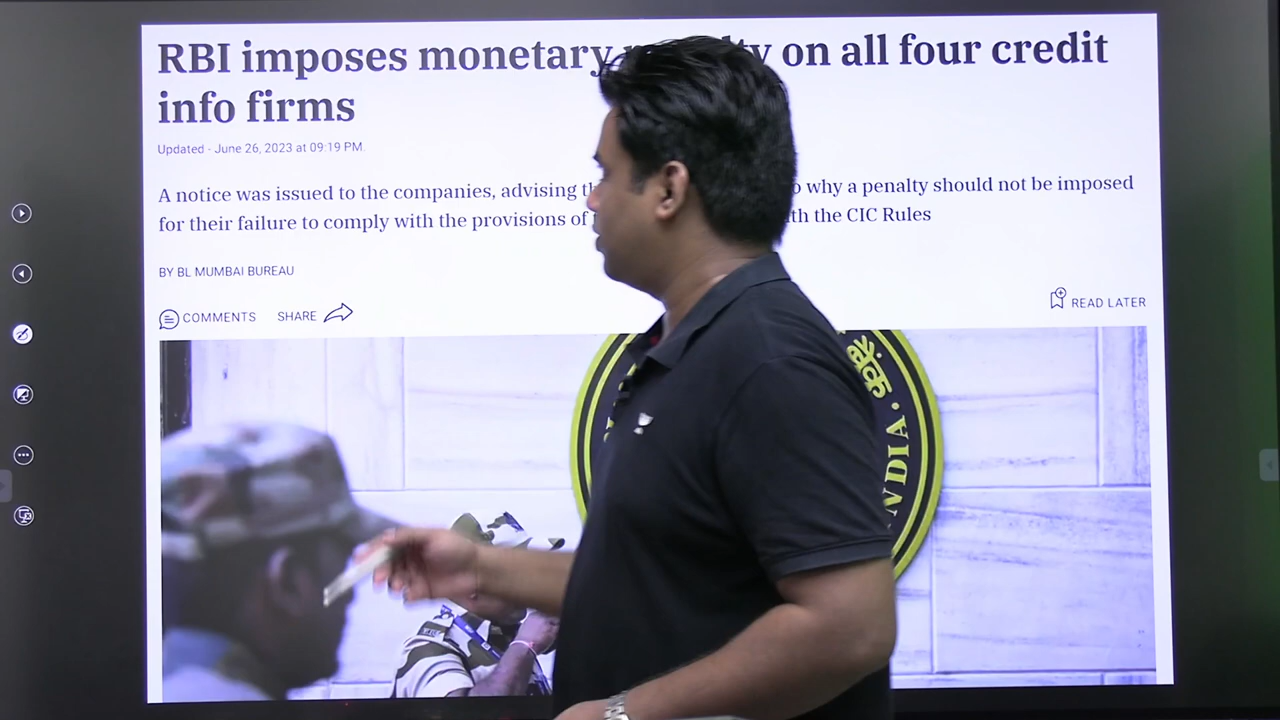 RBI imposes monetary on all four credit
info firms
Updated - June 26, 2023 at 09:19 PM
A notice was issued to the companies, advising why a penalty should not be imposed
for their failure to comply with the provisions of the CIC Rules
BY BL MUMBAI BUREAU
COMMENTS SHARE
READ LATER
बैंक
INDIA.